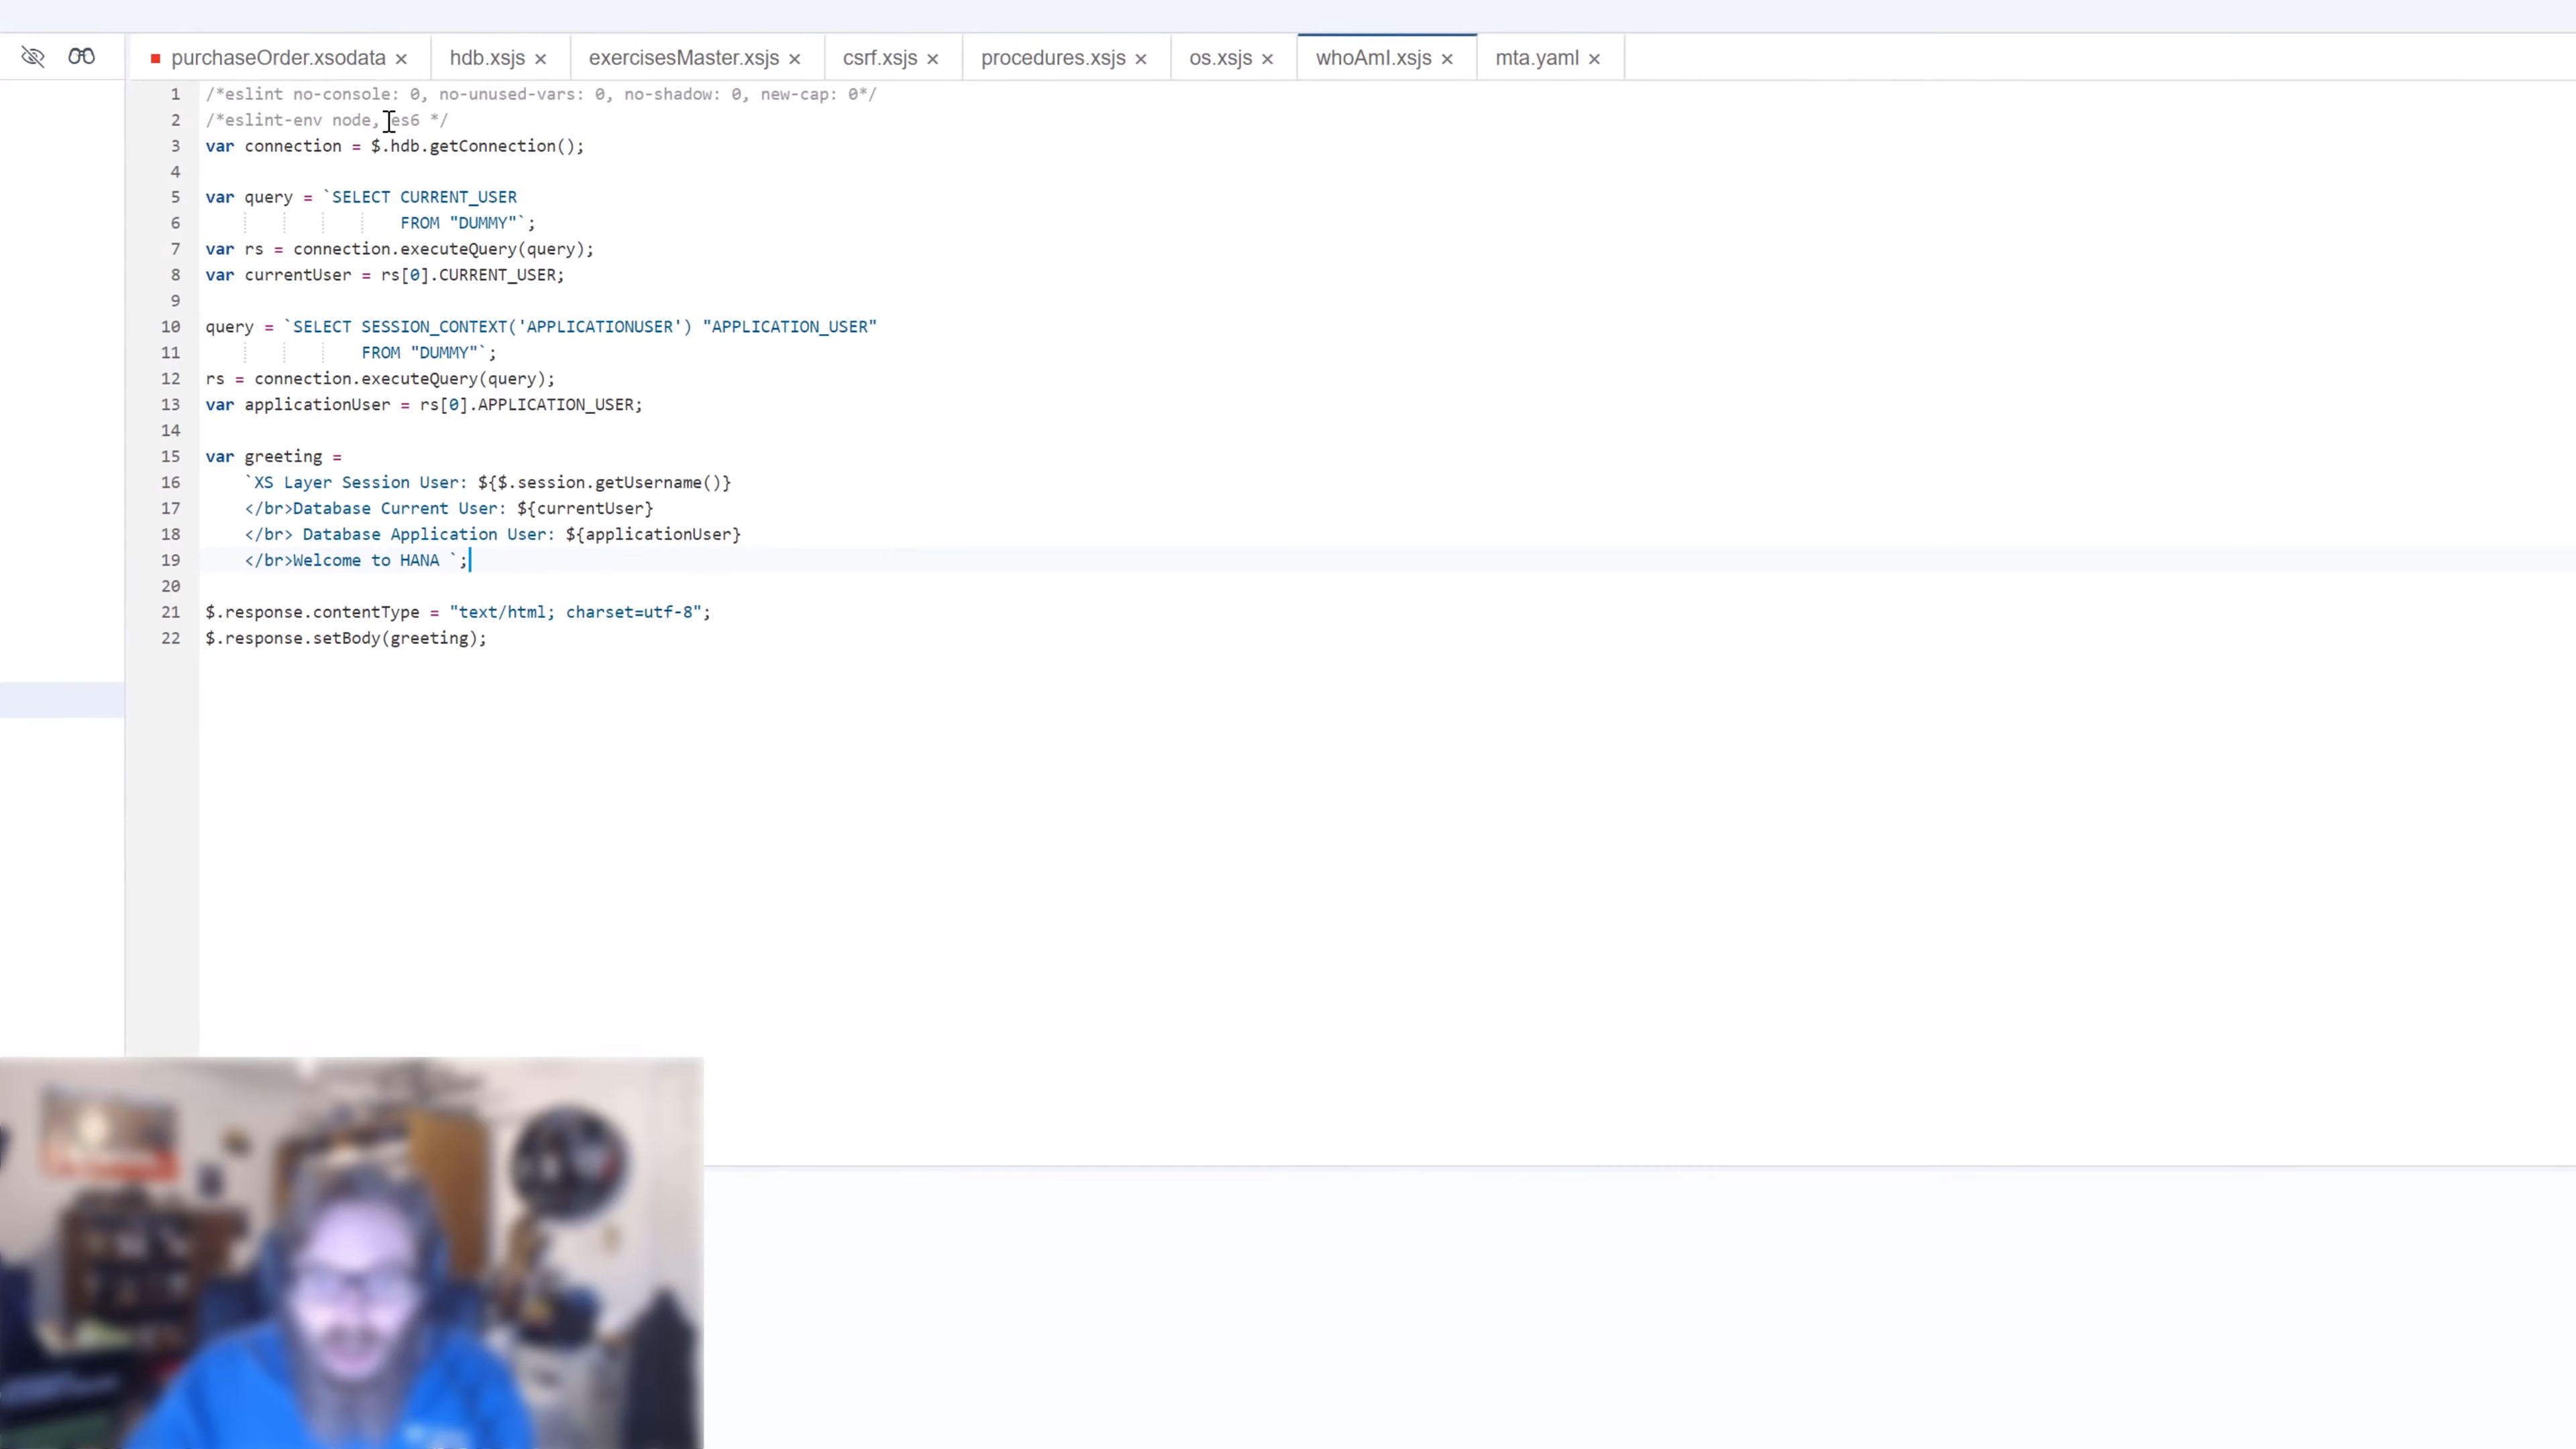 purchaseOrder.xsodata × hdb.xsjs × exercisesMaster.xsjs × csrf.xsjs × procedures.xsjs × os.xsjs × whoAmI.xsjs × mta.yaml ×
1 /*eslint no-console: 0, no-unused-vars: 0, no-shadow: 0, new-cap: 0*/
2 /*eslint-env node, es6 */
3 var connection = $.hdb.getConnection();
4
5 var query = `SELECT CURRENT_USER
6 FROM "DUMMY"`;
7 var rs = connection.executeQuery(query);
8 var currentUser = rs[0].CURRENT_USER;
9
10 query = `SELECT SESSION_CONTEXT('APPLICATIONUSER') "APPLICATION_USER"
11 FROM "DUMMY"`;
12 rs = connection.executeQuery(query);
13 var applicationUser = rs[0].APPLICATION_USER;
14
15 var greeting =
16 `XS Layer Session User: ${$.session.getUsername()}
17 </br>Database Current User: ${currentUser}
18 </br> Database Application User: ${applicationUser}
19 </br>Welcome to HANA `;
20
21 $.response.contentType = "text/html; charset=utf-8";
22 $.response.setBody(greeting);